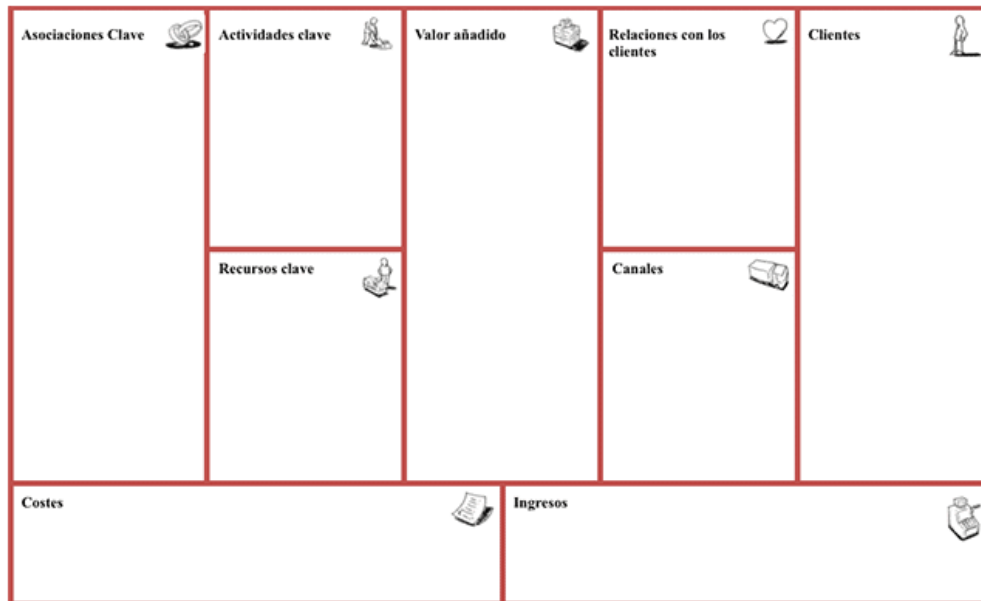 Asociaciones Clave
Actividades clave
Valor añadido
Relaciones con los
clientes
Clientes
Recursos clave
Canales
Costes
Ingresos